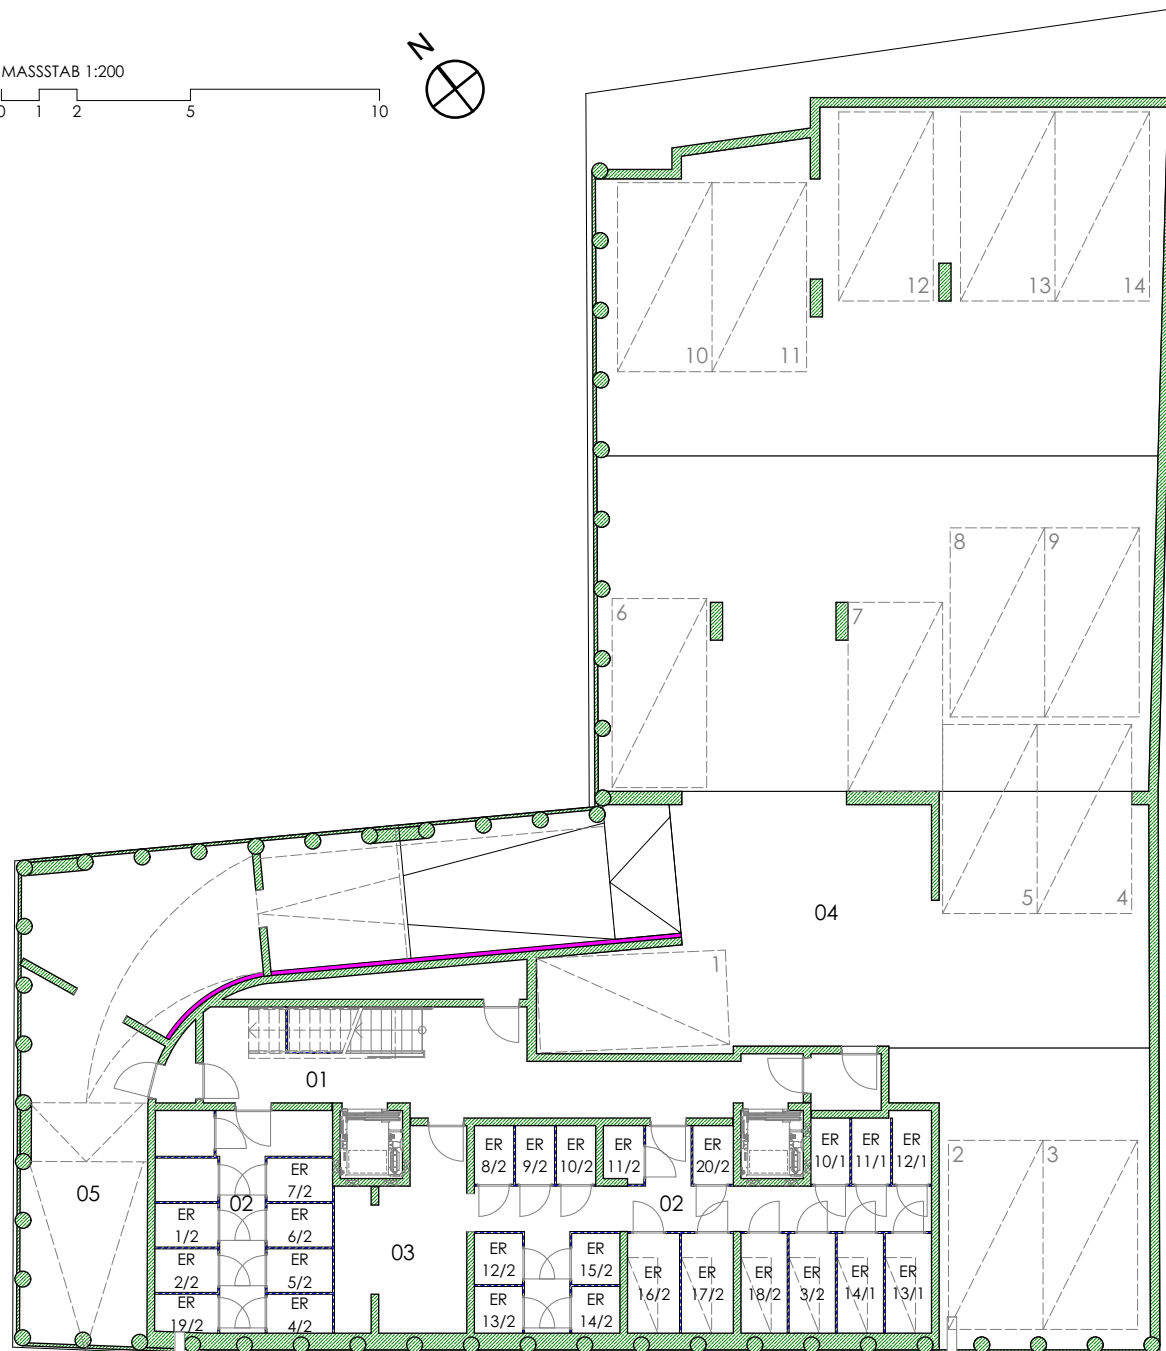 N
MASSSTAB 1:200
0 1 2 5 10
12 13 14
10 11
8 9
6 7
5 4
04
1
01
2 3
ER 8/2
ER 9/2
ER 10/2
ER 11/2
ER 20/2
ER 10/1
ER 11/1
ER 12/1
05
02
ER 7/2
ER 1/2
ER 6/2
ER 2/2
ER 5/2
ER 19/2
ER 4/2
03
02
ER 12/2
ER 15/2
ER 13/2
ER 14/2
ER 16/2
ER 17/2
ER 18/2
ER 3/2
ER 14/1
ER 13/1